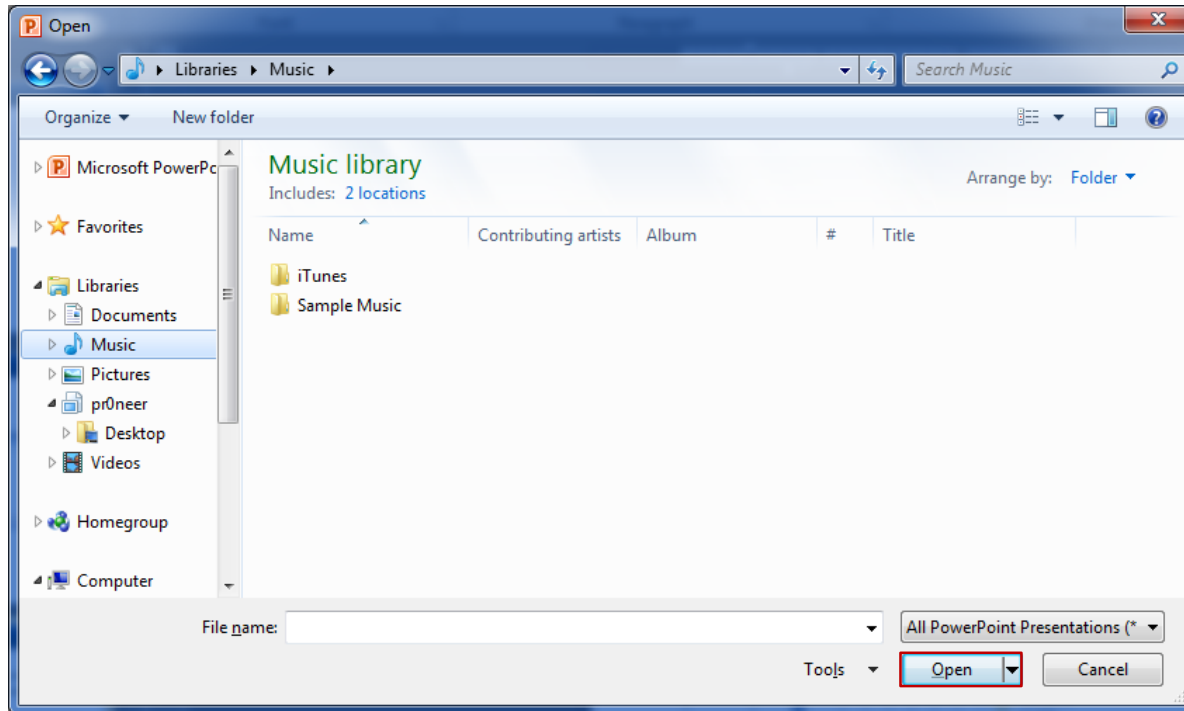 Open
Libraries Music
Search Music
Organize New folder
Microsoft PowerPo
Favorites
Libraries
Documents
Music
Pictures
pr0neer
Desktop
Videos
Homegroup
Computer
Music library
Includes: 2 locations
Arrange by: Folder
Name Contributing artists Album # Title
iTunes
Sample Music
File name:
All PowerPoint Presentations (*
Tools Open Cancel